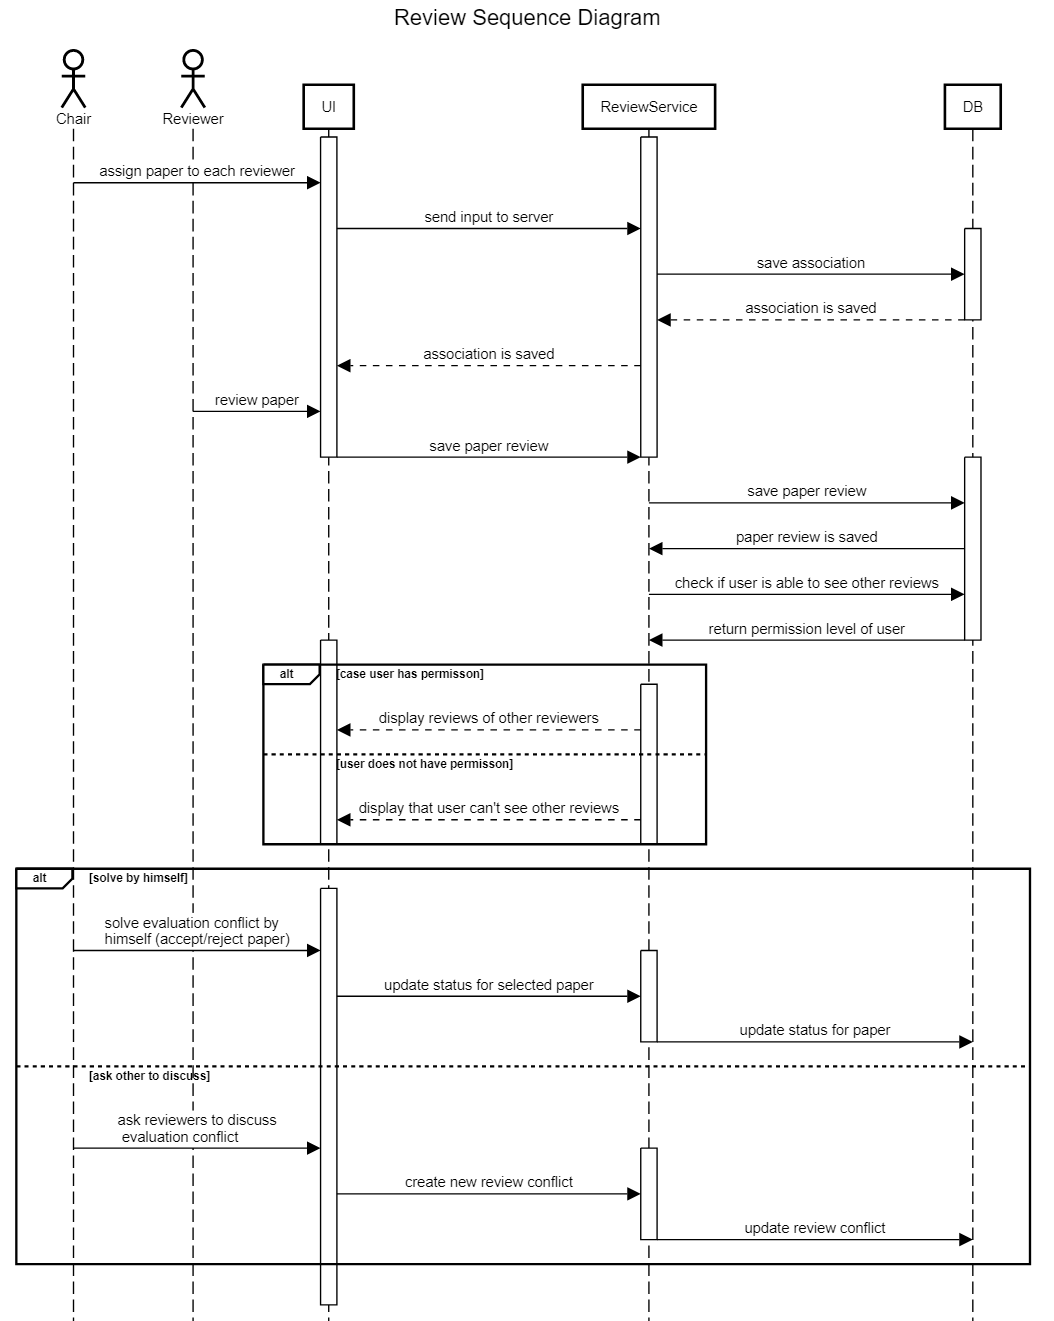 Review Sequence Diagram
Chair
Reviewer
UI
ReviewService
DB
assign paper to each reviewer
send input to server
save association
association is saved
association is saved
review paper
save paper review
save paper review
paper review is saved
check if user is able to see other reviews
return permission level of user
alt
[case user has permisson]
display reviews of other reviewers
[user does not have permisson]
display that user can't see other reviews
alt
[solve by himself]
solve evaluation conflict by
himself (accept/reject paper)
update status for selected paper
update status for paper
[ask other to discuss]
ask reviewers to discuss
evaluation conflict
create new review conflict
update review conflict